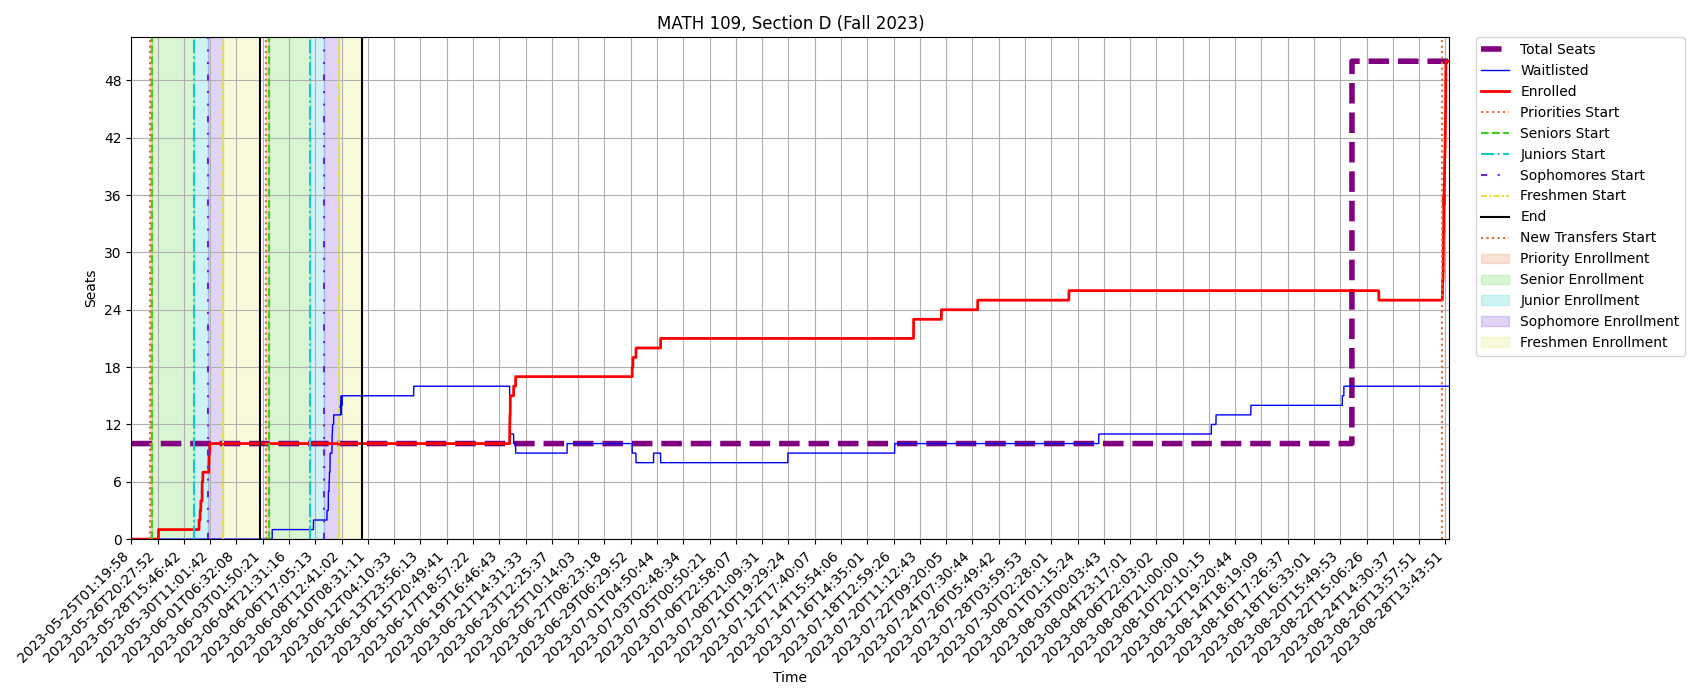 MATH 109, Section D (Fall 2023)
Seats
48
42
36
30
24
18
12
6
0
2023-05-25T01:19:58
2023-05-26T20:27:52
2023-05-28T15:46:42
2023-05-30T11:01:42
2023-06-01T06:32:08
2023-06-03T01:50:21
2023-06-04T21:31:16
2023-06-06T17:05:13
2023-06-08T12:41:02
2023-06-10T08:31:11
2023-06-12T04:10:33
2023-06-13T23:56:13
2023-06-15T20:49:41
2023-06-17T18:57:22
2023-06-19T16:46:43
2023-06-21T14:31:33
2023-06-23T12:25:37
2023-06-25T10:14:03
2023-06-27T08:23:18
2023-06-29T06:29:52
2023-07-01T04:50:44
2023-07-03T02:48:34
2023-07-05T00:50:21
2023-07-06T22:58:07
2023-07-08T21:09:31
2023-07-10T19:29:24
2023-07-12T17:40:07
2023-07-14T15:54:06
2023-07-16T14:35:01
2023-07-18T12:59:26
2023-07-20T11:12:43
2023-07-22T09:20:05
2023-07-24T07:30:44
2023-07-26T05:49:42
2023-07-28T03:59:53
2023-07-30T02:28:01
2023-08-01T01:15:24
2023-08-03T00:03:43
2023-08-04T23:17:01
2023-08-06T22:03:02
2023-08-08T21:00:00
2023-08-10T20:10:15
2023-08-12T19:20:44
2023-08-14T18:19:09
2023-08-16T17:26:37
2023-08-18T16:33:01
2023-08-20T15:49:53
2023-08-22T15:06:26
2023-08-24T14:30:37
2023-08-26T13:57:51
2023-08-28T13:43:51
Time
Total Seats
Waitlisted
Enrolled
Priorities Start
Seniors Start
Juniors Start
Sophomores Start
Freshmen Start
End
New Transfers Start
Priority Enrollment
Senior Enrollment
Junior Enrollment
Sophomore Enrollment
Freshmen Enrollment